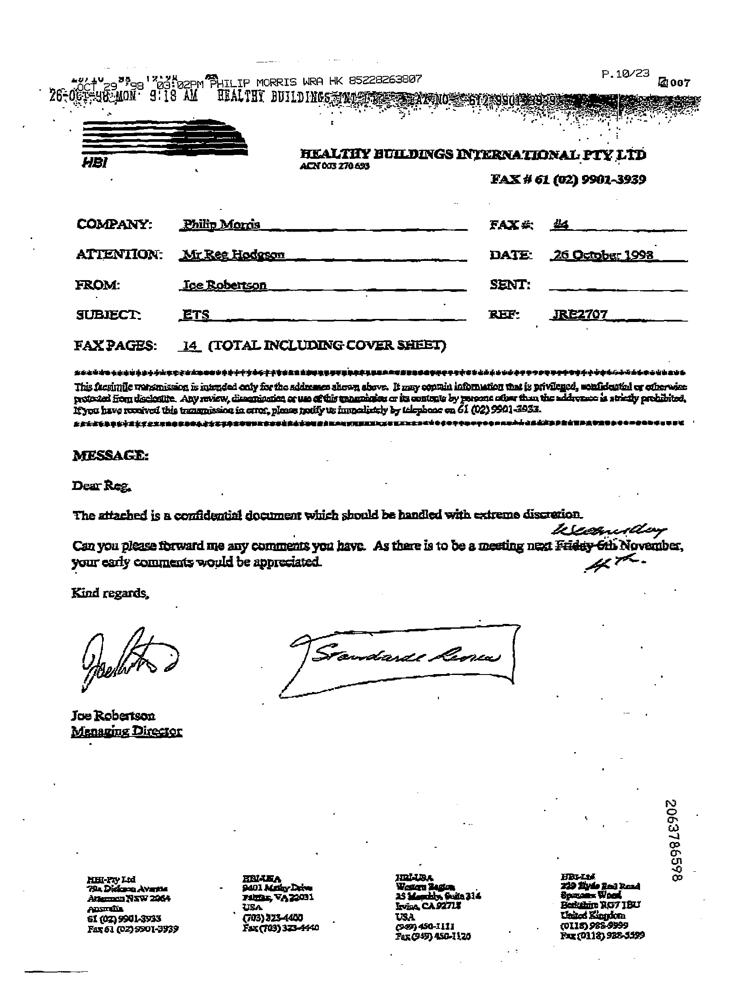 OCT 29 '98 03:02PM PHILIP MORRIS WRA HK 85228263807 P.10/23
007
26-OCT-98 MON 9:18 AM HEALTHY BUILDINGS INT
HBI
HEALTHY BUILDINGS INTERNATIONAL PTY LTD
ACN 003 270 693
FAX # 61 (02) 9901-3939
COMPANY: Philip Morris FAX #: #4
ATTENTION: Mr Reg Hodgson DATE: 26 October 1998
FROM: Joe Robertson SENT:
SUBJECT: ETS REF: JRE2707
FAX PAGES: 14 (TOTAL INCLUDING COVER SHEET)
This facsimile transmission is intended only for the addressee shown above. It may contain information that is privileged, confidential or otherwise
protected from disclosure. Any review, dissemination or use of this transmission or its contents by persons other than the addressee is strictly prohibited.
If you have received this transmission in error, please notify us immediately by telephone on 61 (02) 9901-3933.
MESSAGE:
Dear Reg,
The attached is a confidential document which should be handled with extreme discretion.
Wednesday
Can you please forward me any comments you have. As there is to be a meeting next Friday 6th November,
4th.
your early comments would be appreciated.
Kind regards,
Standards Review
Joe Robertson
Managing Director
2063786598
HBI-Pty Ltd
79a Dickson Avenue
Artarmon NSW 2064
Australia
61 (02) 9901-3933
Fax 61 (02) 9901-3939
HBI-USA
9401 Mathy Drive
Fairfax, VA 22031
USA
(703) 323-4400
Fax (703) 323-4440
HBI-USA
Western Region
25 Suite 314
Irvine, CA 92718
USA
(949) 450-1111
Fax (949) 450-1120
HBI-Ltd
229 Hyde End Road
Spencers Wood
Berkshire RG7 1BU
United Kingdom
(0118) 988-9999
Fax (0118) 988-5599